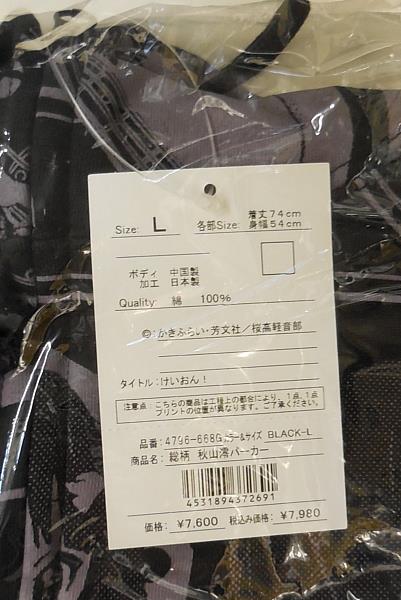 Size: L 各部Size: 着丈74cm
身幅54cm
ボディ 中国製
加工 日本製
Quality: 綿 100%
©かきふらい・芳文社/桜高軽音部
タイトル:けいおん!
注意点:こちらの商品は工程上の都合により、1点、1点
プリントの位置が異なります。ご了承ください。
品番: 4796-668G カラー&サイズ BLACK-L
商品名: 総柄 秋山澪パーカー
4531894372691
価格: ¥7,600 税込み価格: ¥7,980